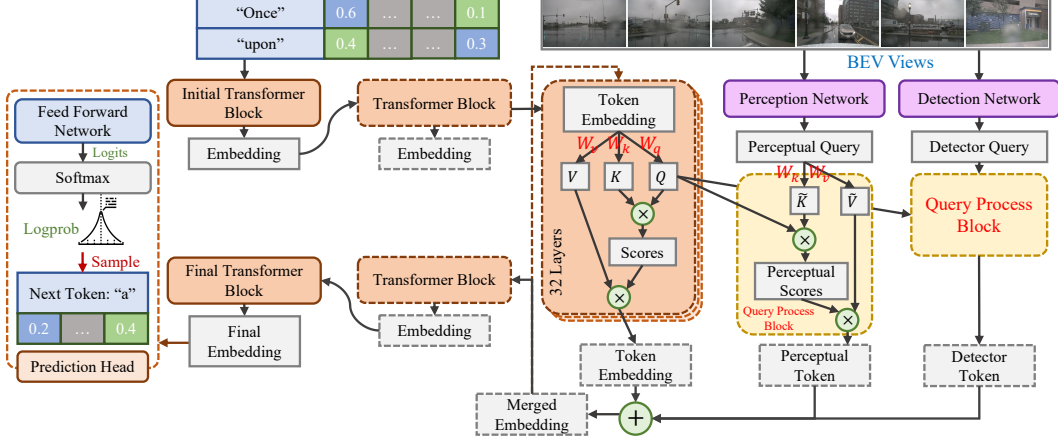 “Once” 0.6 … … 0.1
“upon” 0.4 … … 0.3
BEV Views
Initial Transformer
Block
Embedding
Transformer Block
Embedding
Token
Embedding
W_v W_k W_q
V K Q
×
Scores
×
32 Layers
Perception Network
Perceptual Query
W_k W_v
K̃ Ṽ
×
Perceptual
Scores
×
Query Process
Block
Detection Network
Detector Query
Query Process
Block
Feed Forward
Network
Logits
Softmax
Logprob
Sample
Next Token: “a”
0.2 … 0.4
Prediction Head
Final Transformer
Block
Final
Embedding
Transformer Block
Embedding
Token
Embedding
Perceptual
Token
Detector
Token
Merged
Embedding
+